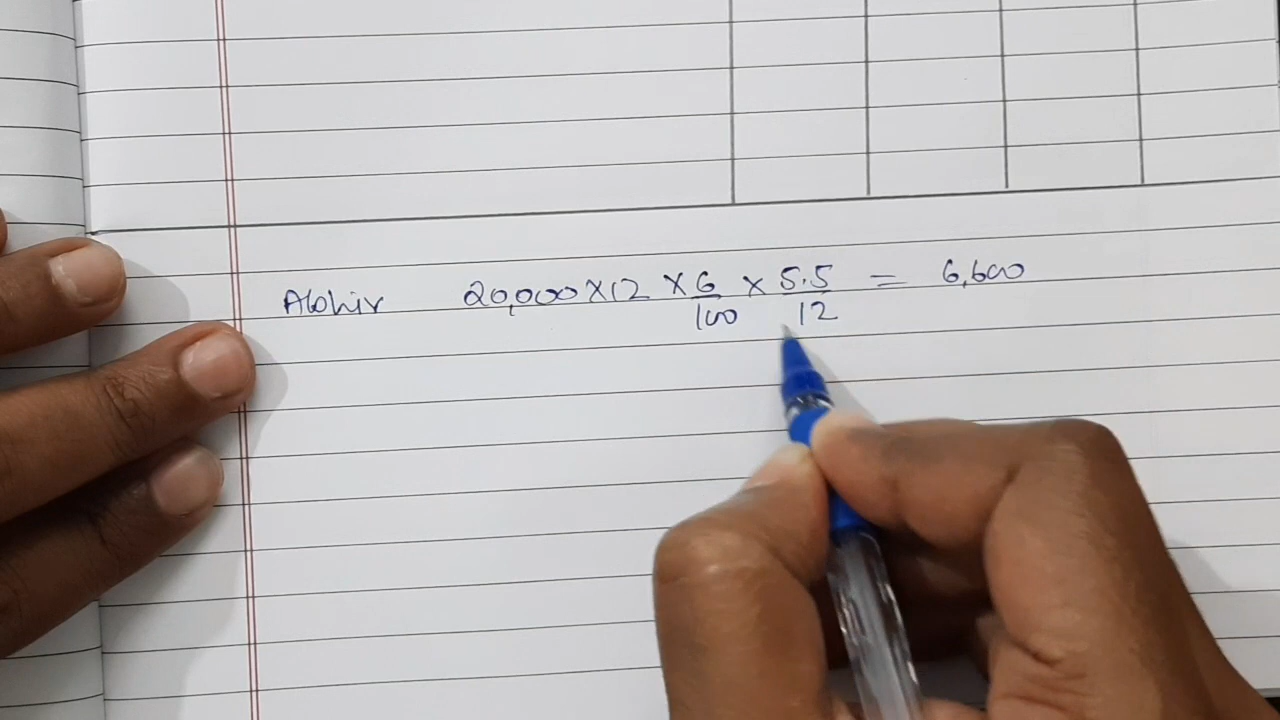 Abhir 20,000 × 12 × 6/100 × 5.5/12 = 6,600